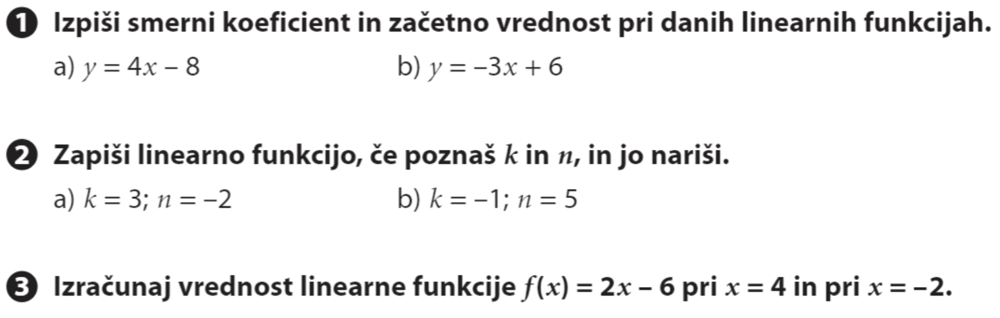 1 Izpiši smerni koeficient in začetno vrednost pri danih linearnih funkcijah.
a) y = 4x – 8 b) y = –3x + 6
2 Zapiši linearno funkcijo, če poznaš k in n, in jo nariši.
a) k = 3; n = –2 b) k = –1; n = 5
3 Izračunaj vrednost linearne funkcije f(x) = 2x – 6 pri x = 4 in pri x = –2.